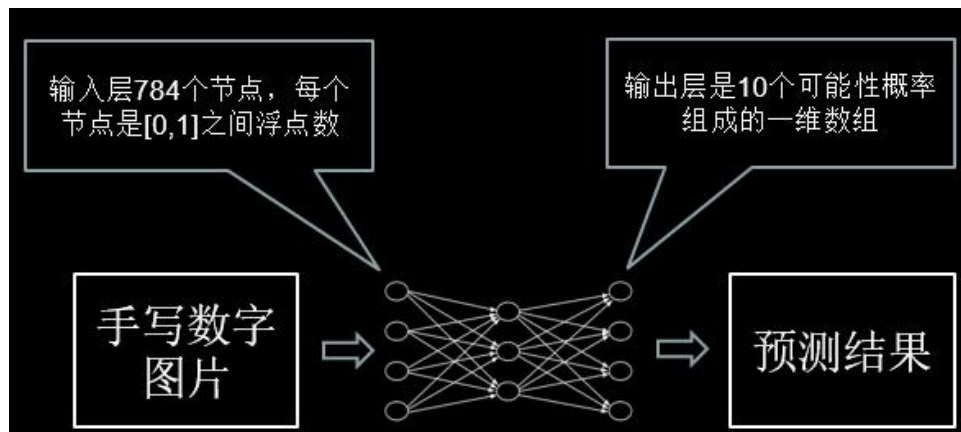 输入层784个节点，每个
节点是[0,1]之间浮点数
输出层是10个可能性概率
组成的一维数组
手写数字
图片
预测结果